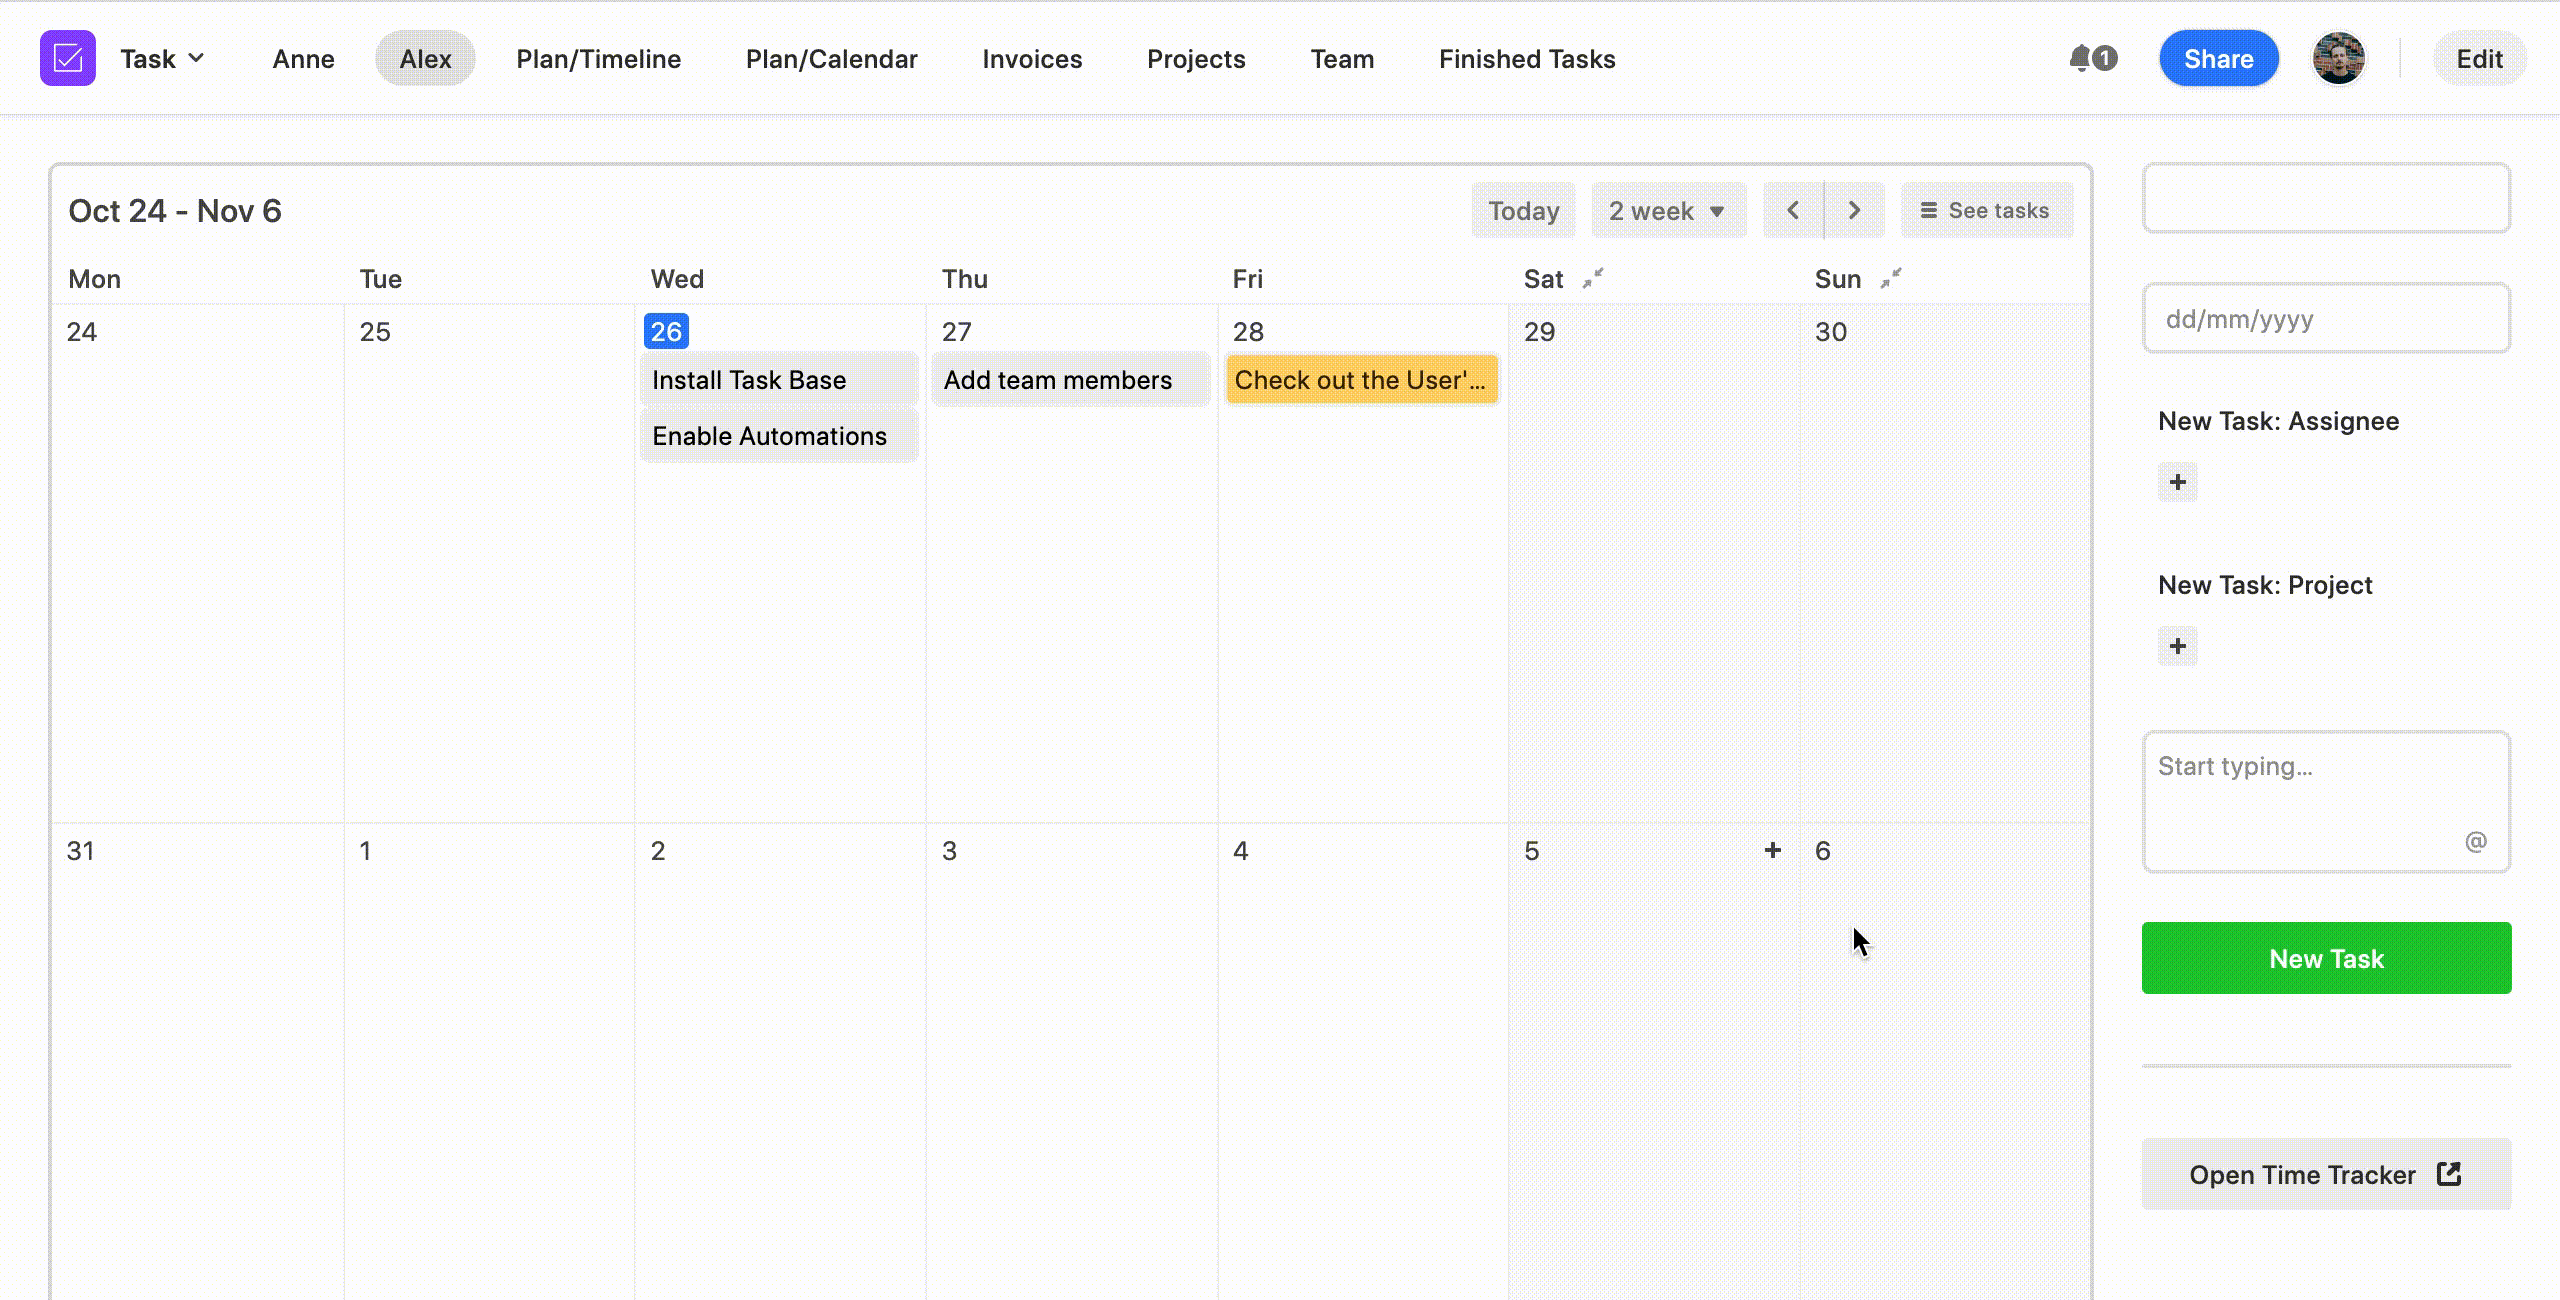 Task Anne Alex Plan/Timeline Plan/Calendar Invoices Projects Team Finished Tasks 1 Share Edit
Oct 24 - Nov 6 Today 2 week See tasks
Mon Tue Wed Thu Fri Sat Sun
24 25 26 27 28 29 30
Install Task Base Add team members Check out the User'...
Enable Automations
31 1 2 3 4 5 + 6
dd/mm/yyyy
New Task: Assignee
+
New Task: Project
+
Start typing...
@
New Task
Open Time Tracker